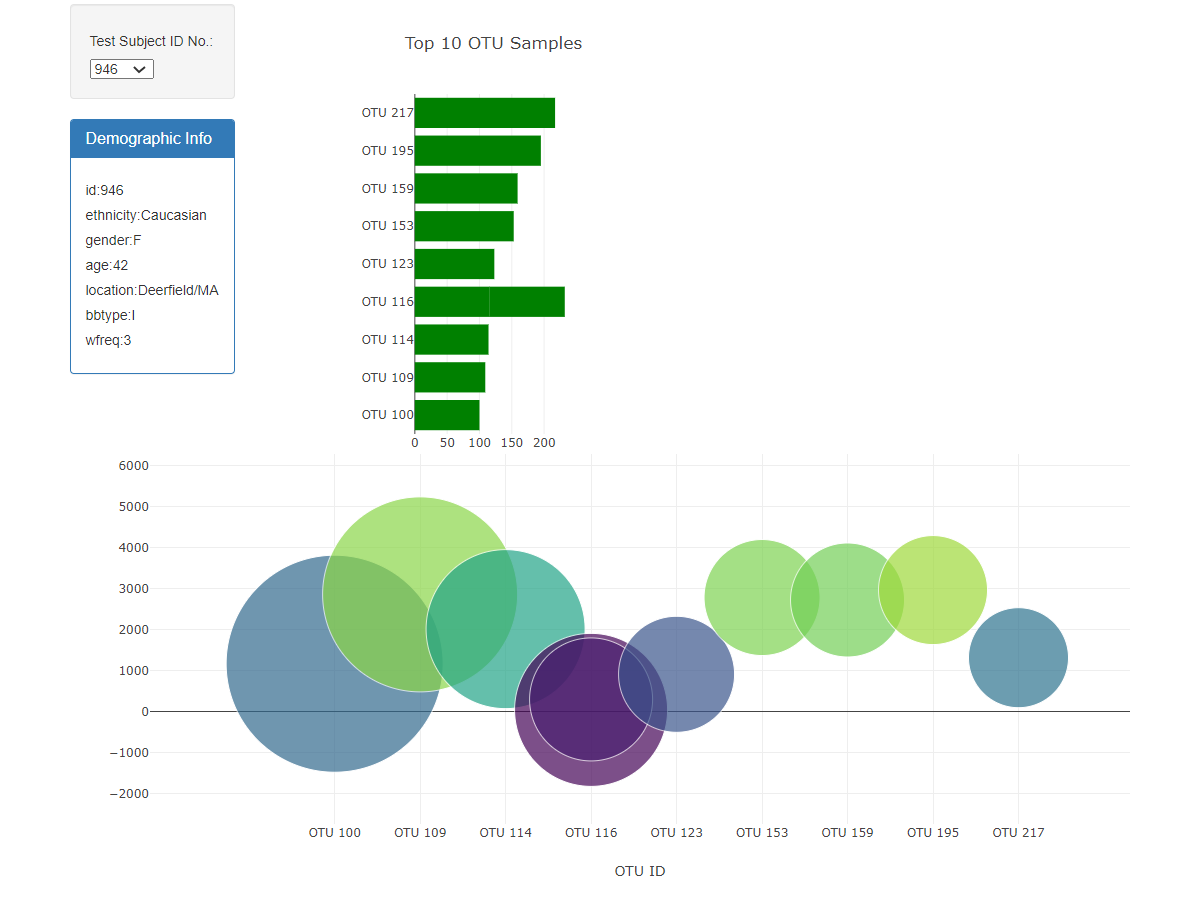 Test Subject ID No.:
946
Demographic Info
id:946
ethnicity:Caucasian
gender:F
age:42
location:Deerfield/MA
bbtype:I
wfreq:3
Top 10 OTU Samples
OTU 217
OTU 195
OTU 159
OTU 153
OTU 123
OTU 116
OTU 114
OTU 109
OTU 100
0 50 100 150 200
6000
5000
4000
3000
2000
1000
0
−1000
−2000
OTU 100 OTU 109 OTU 114 OTU 116 OTU 123 OTU 153 OTU 159 OTU 195 OTU 217
OTU ID